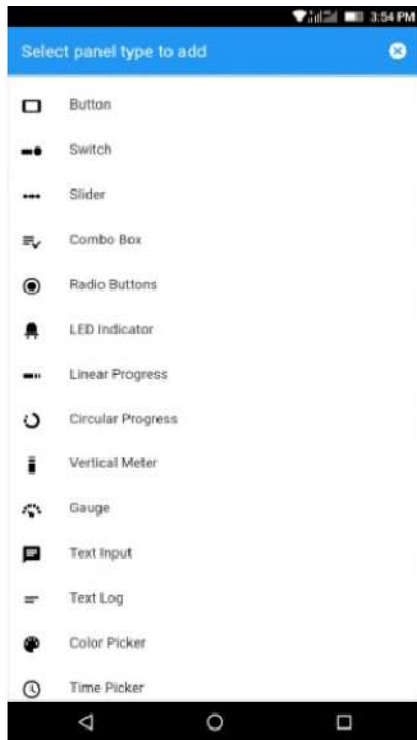 3:54 PM
Select panel type to add
Button
Switch
Slider
Combo Box
Radio Buttons
LED Indicator
Linear Progress
Circular Progress
Vertical Meter
Gauge
Text Input
Text Log
Color Picker
Time Picker